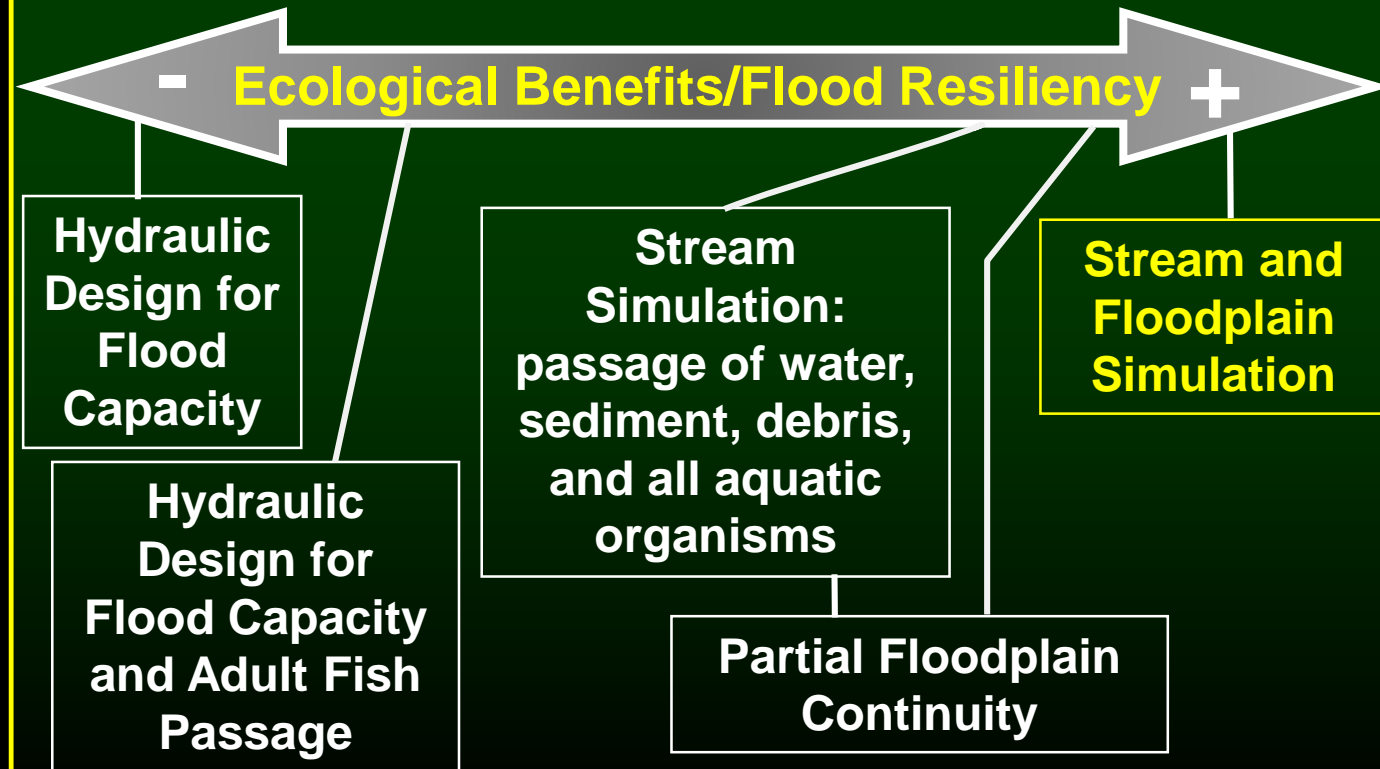 - Ecological Benefits/Flood Resiliency +
Hydraulic
Design for
Flood
Capacity
Hydraulic
Design for
Flood Capacity
and Adult Fish
Passage
Stream
Simulation:
passage of water,
sediment, debris,
and all aquatic
organisms
Partial Floodplain
Continuity
Stream and
Floodplain
Simulation